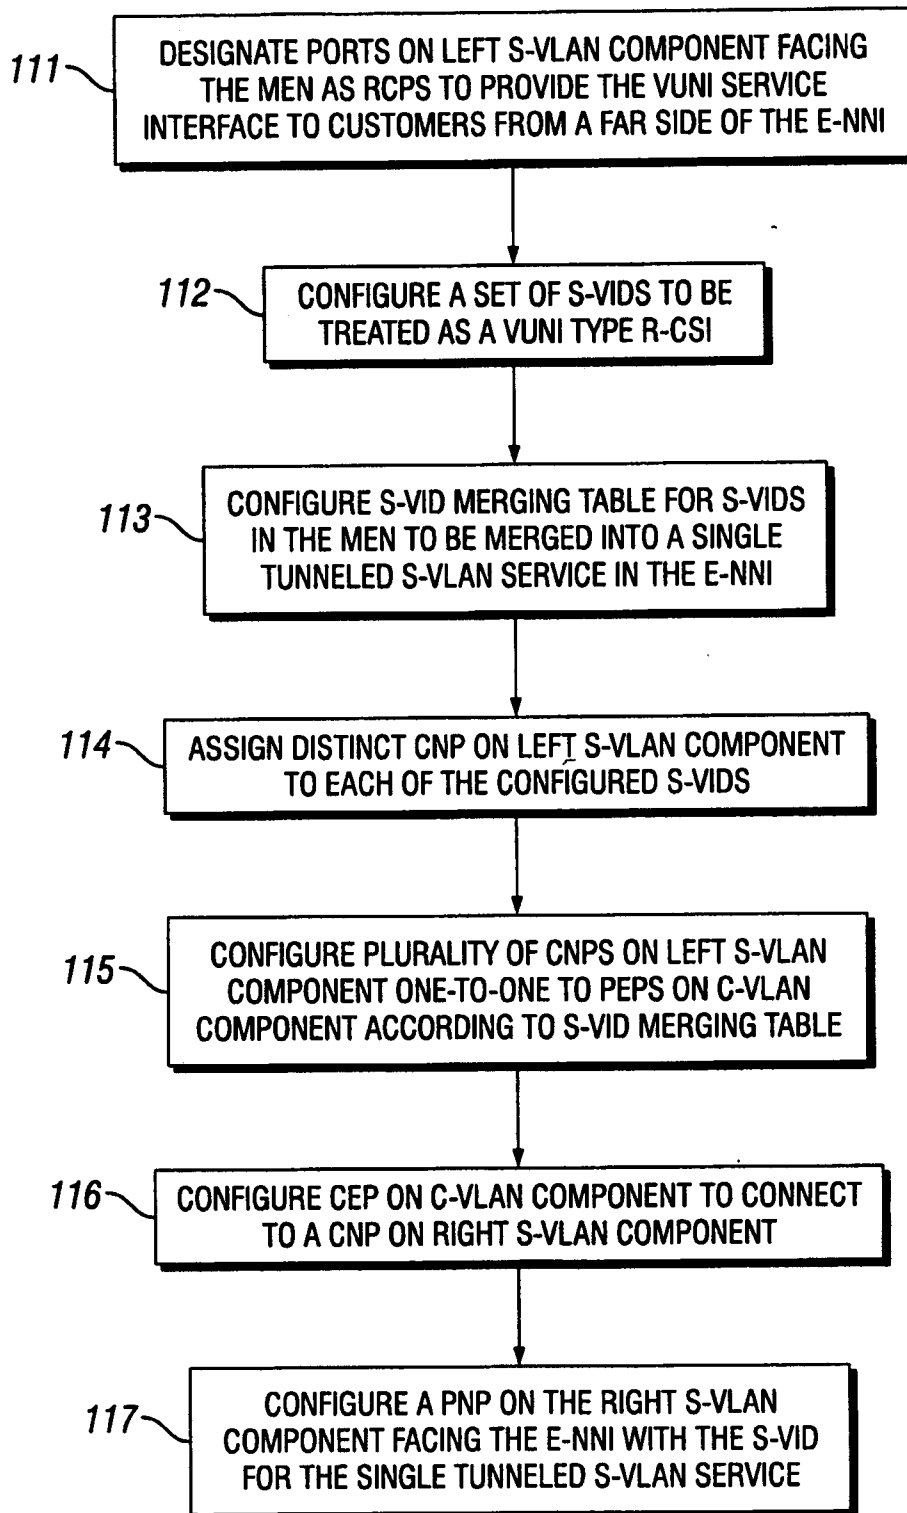 111
DESIGNATE PORTS ON LEFT S-VLAN COMPONENT FACING
THE MEN AS RCPS TO PROVIDE THE VUNI SERVICE
INTERFACE TO CUSTOMERS FROM A FAR SIDE OF THE E-NNI
112
CONFIGURE A SET OF S-VIDS TO BE
TREATED AS A VUNI TYPE R-CSI
113
CONFIGURE S-VID MERGING TABLE FOR S-VIDS
IN THE MEN TO BE MERGED INTO A SINGLE
TUNNELED S-VLAN SERVICE IN THE E-NNI
114
ASSIGN DISTINCT CNP ON LEFT S-VLAN COMPONENT
TO EACH OF THE CONFIGURED S-VIDS
115
CONFIGURE PLURALITY OF CNPS ON LEFT S-VLAN
COMPONENT ONE-TO-ONE TO PEPS ON C-VLAN
COMPONENT ACCORDING TO S-VID MERGING TABLE
116
CONFIGURE CEP ON C-VLAN COMPONENT TO CONNECT
TO A CNP ON RIGHT S-VLAN COMPONENT
117
CONFIGURE A PNP ON THE RIGHT S-VLAN
COMPONENT FACING THE E-NNI WITH THE S-VID
FOR THE SINGLE TUNNELED S-VLAN SERVICE